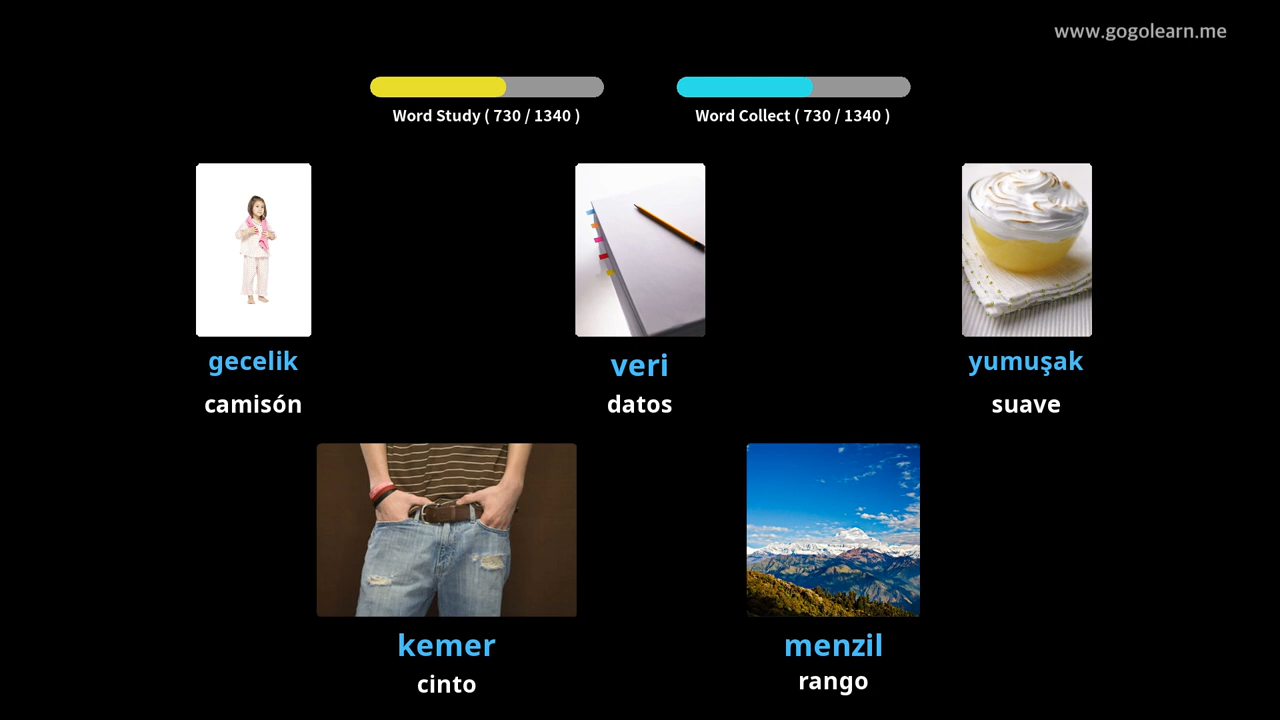 www.gogolearn.me
Word Study ( 730 / 1340 )
Word Collect ( 730 / 1340 )
gecelik
camisón
veri
datos
yumuşak
suave
kemer
cinto
menzil
rango